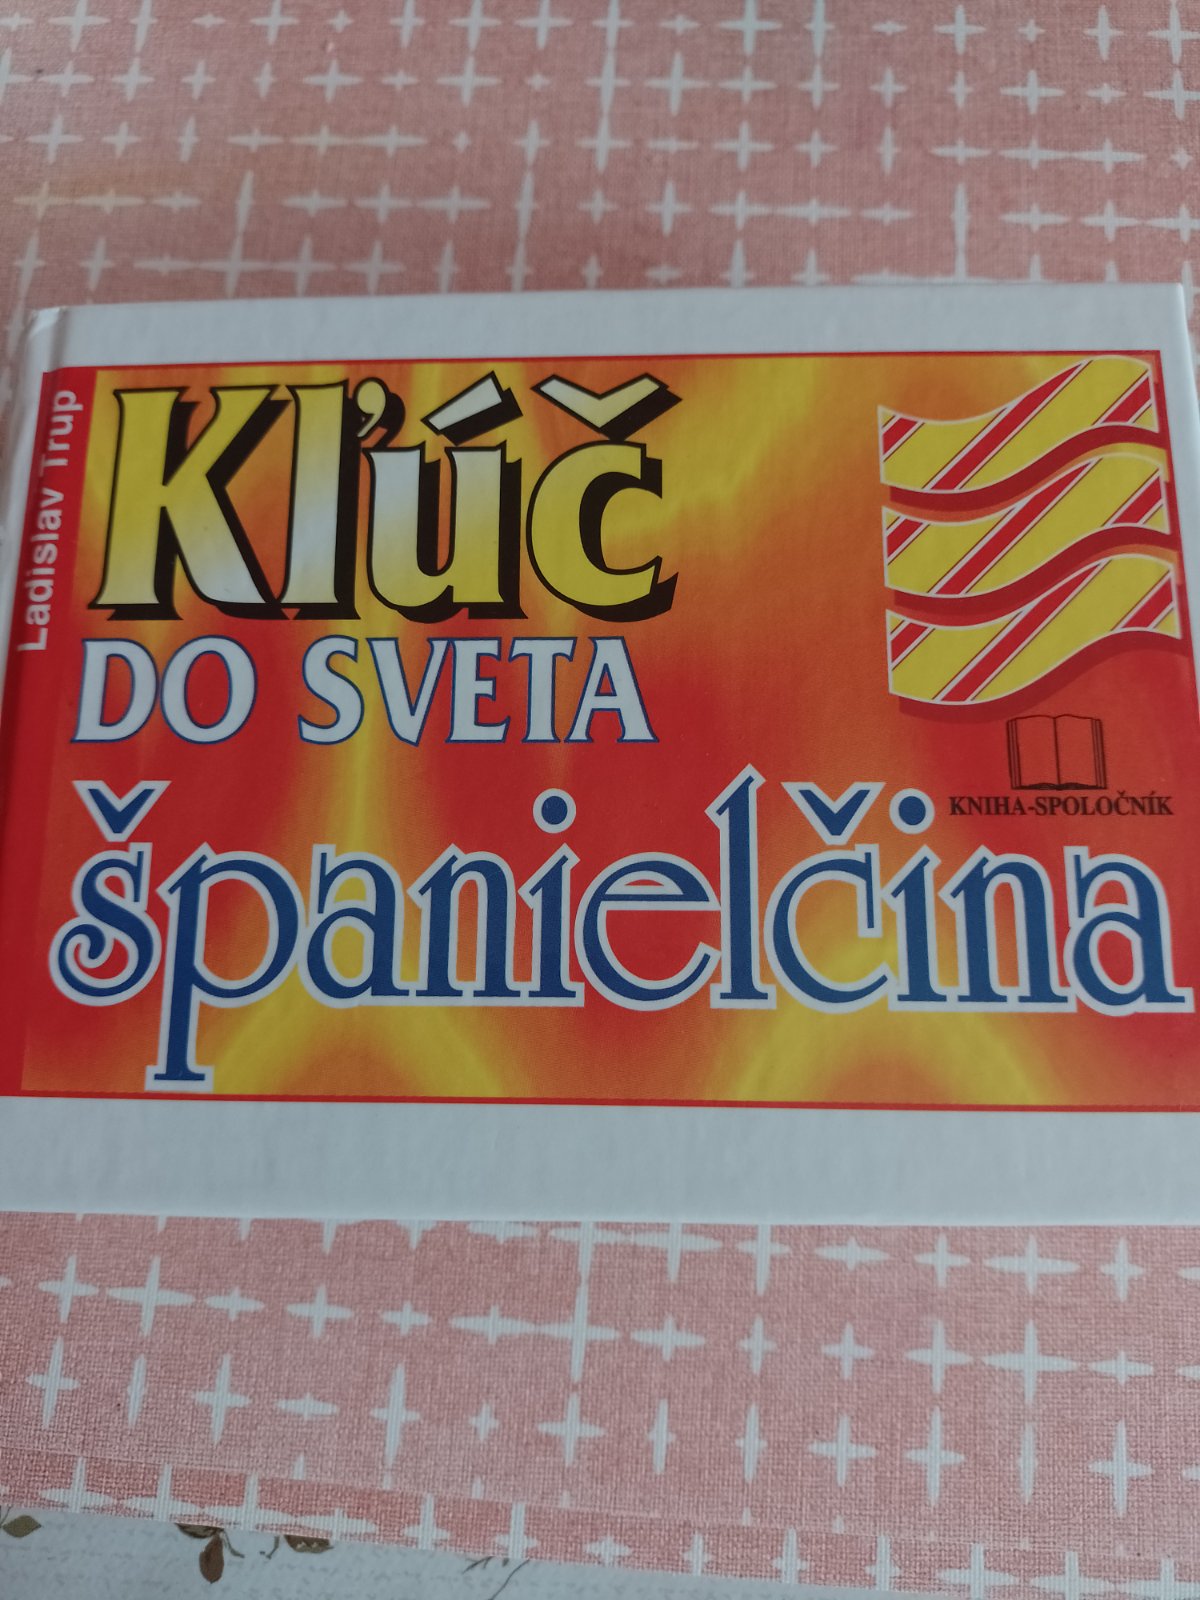 Ladislav Trup
Kľúč
DO SVETA
KNIHA-SPOLOČNÍK
španielčina